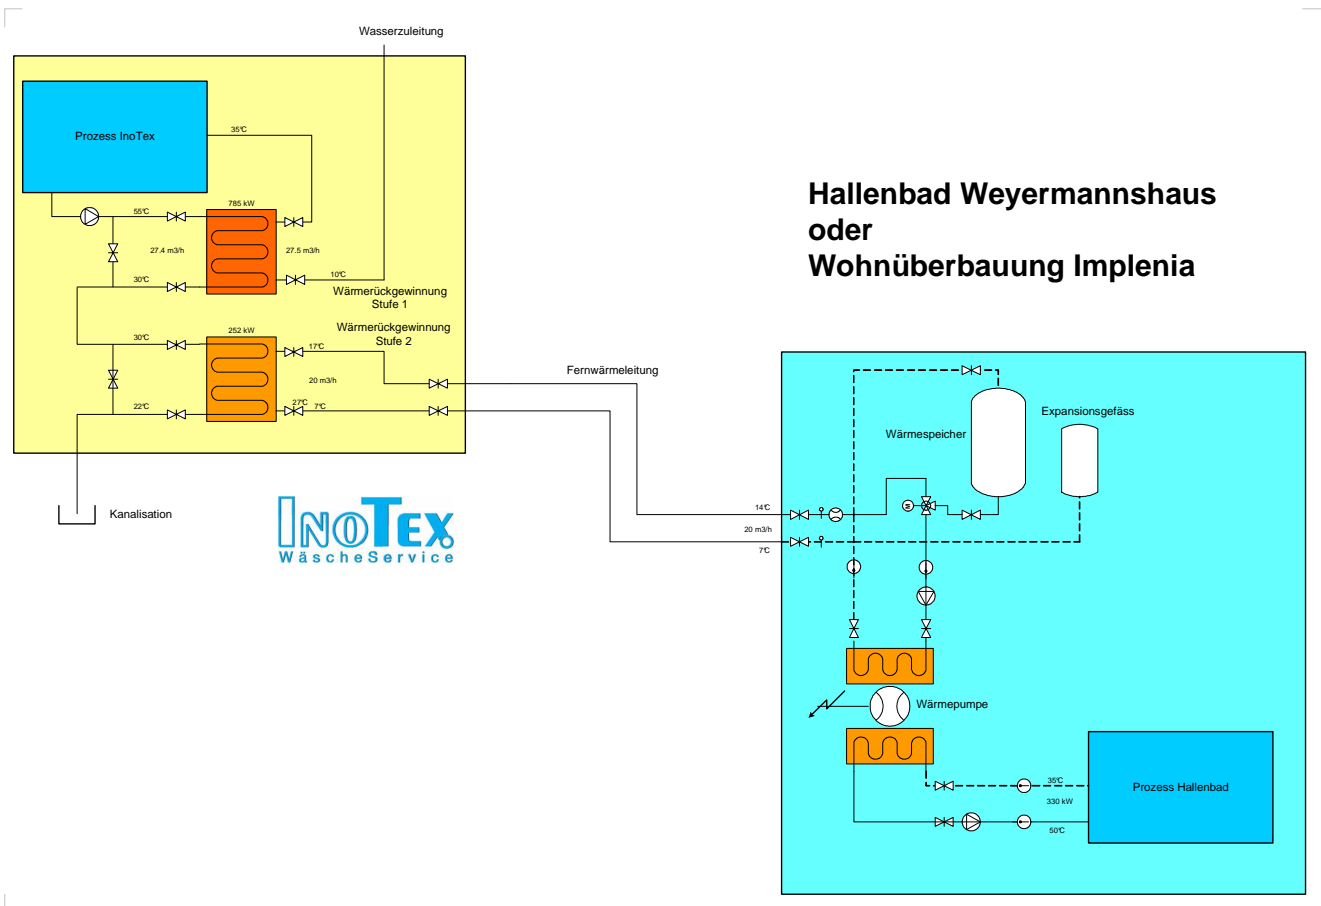 Wasserzuleitung
Prozess InoTex
35°C
785 kW
55°C
27.4 m3/h
27.5 m3/h
30°C
10°C
Wärmerückgewinnung
Stufe 1
252 kW
30°C
17°C
Wärmerückgewinnung
Stufe 2
20 m3/h
22°C
27°C
7°C
Kanalisation
INOTEX
WäscheService
Fernwärmeleitung
Hallenbad Weyermannshaus
oder
Wohnüberbauung Implenia
Wärmespeicher
Expansionsgefäss
14°C
M
20 m3/h
7°C
Wärmepumpe
35°C
330 kW
50°C
Prozess Hallenbad